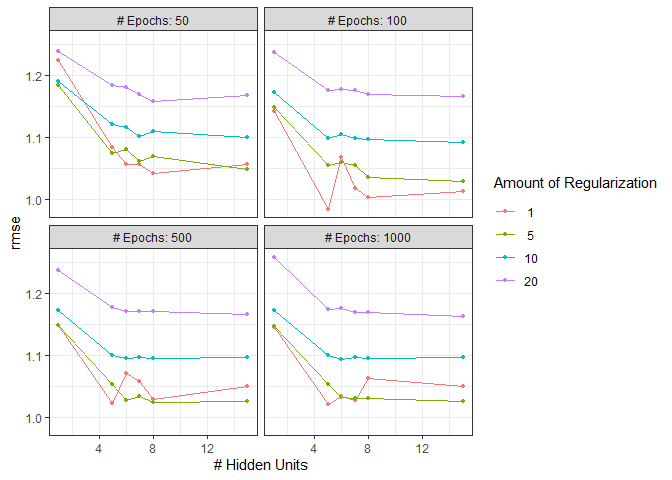 # Epochs: 50
# Epochs: 100
1.2
1.1
1.0
rmse
# Epochs: 500
# Epochs: 1000
1.2
1.1
1.0
4
8
12
4
8
12
# Hidden Units
Amount of Regularization
1
5
10
20